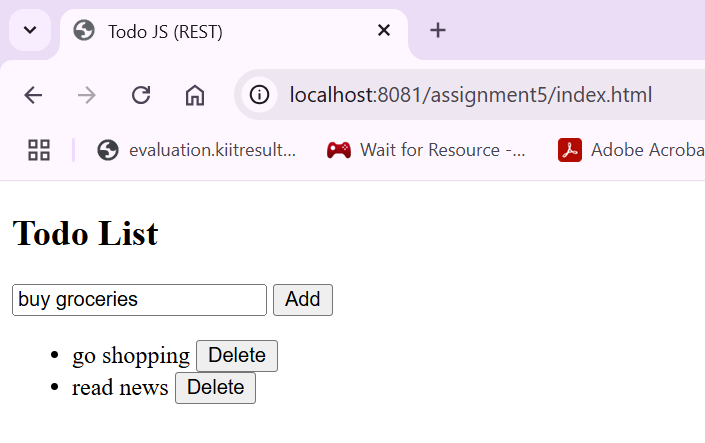 Todo JS (REST)
localhost:8081/assignment5/index.html
evaluation.kiitresult... Wait for Resource -... Adobe Acroba
Todo List
buy groceries Add
go shopping Delete
read news Delete